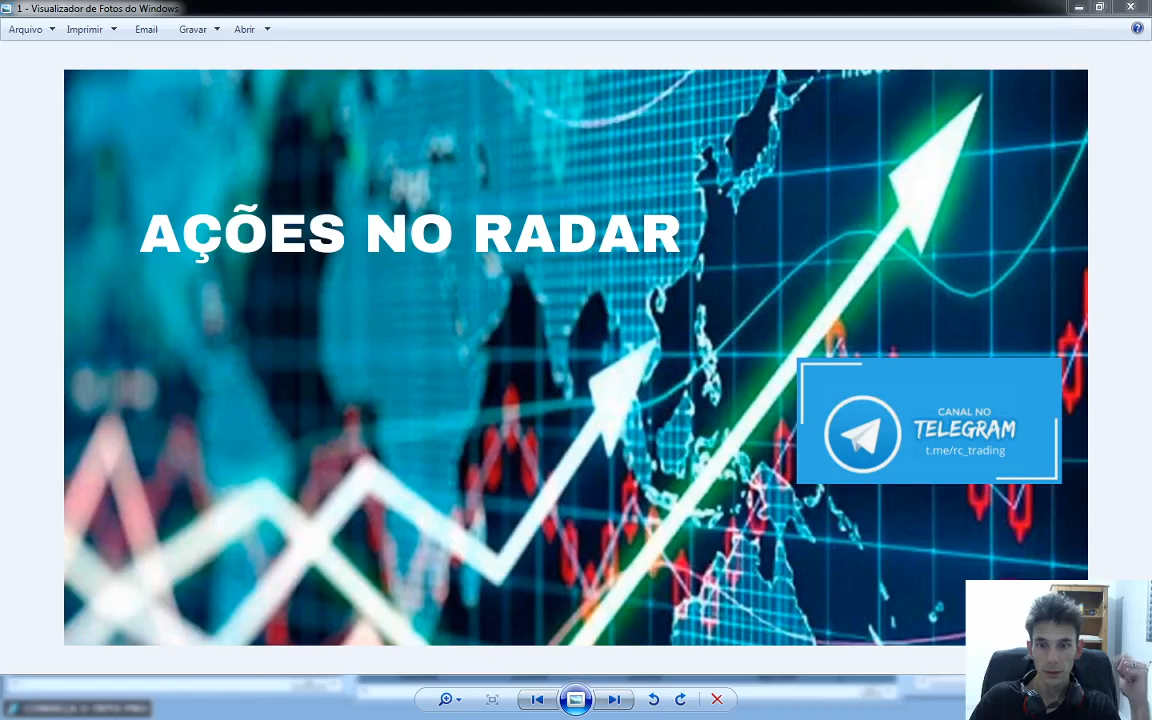 1 - Visualizador de Fotos do Windows
Arquivo Imprimir Email Gravar Abrir
AÇÕES NO RADAR
CANAL NO
TELEGRAM
t.me/rc_trading